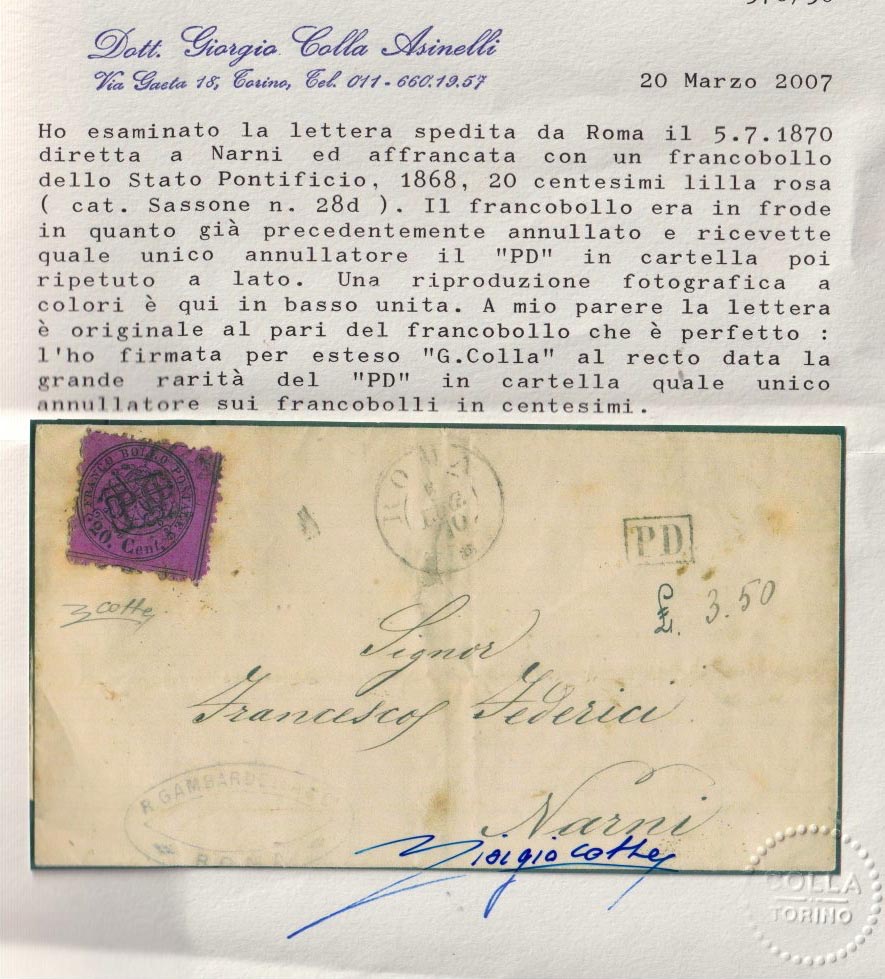 Dott. Giorgio Colla Asinelli
Via Gaeta 18, Torino, Tel. 011 - 660.19.57
20 Marzo 2007
Ho esaminato la lettera spedita da Roma il 5.7.1870
diretta a Narni ed affrancata con un francobollo
dello Stato Pontificio, 1868, 20 centesimi lilla rosa
( cat. Sassone n. 28d ). Il francobollo era in frode
in quanto già precedentemente annullato e ricevette
quale unico annullatore il "PD" in cartella poi
ripetuto a lato. Una riproduzione fotografica a
colori è qui in basso unita. A mio parere la lettera
è originale al pari del francobollo che è perfetto :
l'ho firmata per esteso "G.Colla" al recto data la
grande rarità del "PD" in cartella quale unico
annullatore sui francobolli in centesimi.
FRANCO BOLLO
PD
20. Cent.
ROMA
P.D.
3.50
Signor
Francesco Federici
Narni
ROMA
Giorgio Colla
COLLA
TORINO